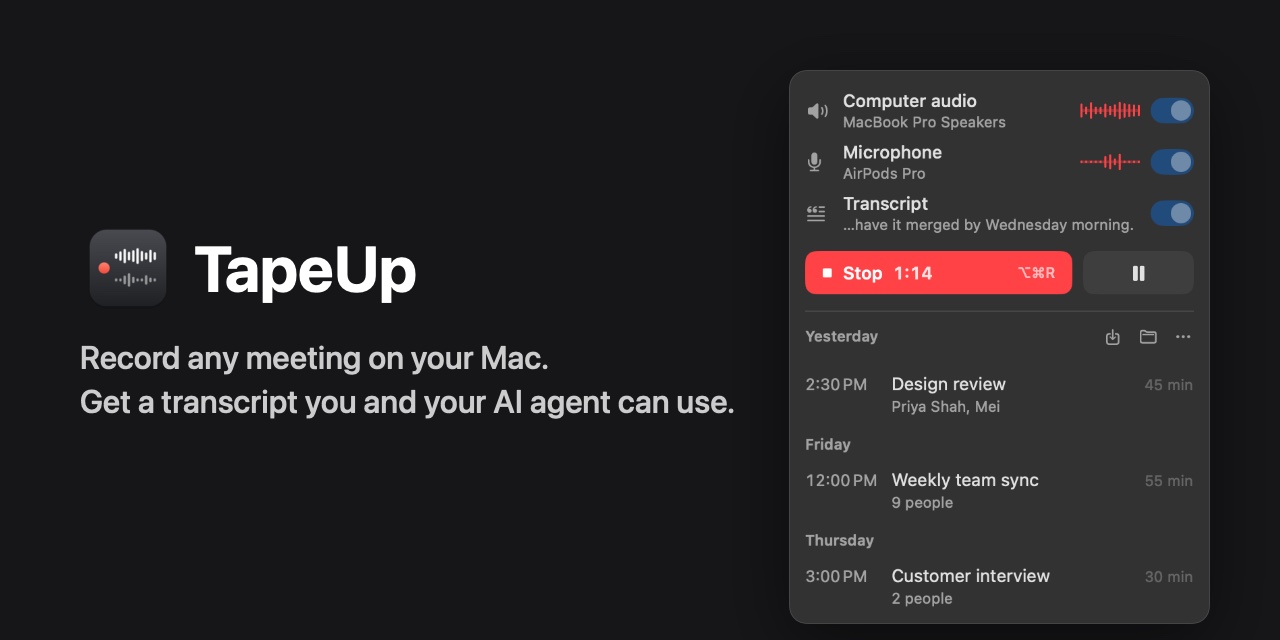 TapeUp
Record any meeting on your Mac.
Get a transcript you and your AI agent can use.
Computer audio
MacBook Pro Speakers
Microphone
AirPods Pro
Transcript
...have it merged by Wednesday morning.
Stop 1:14 ⌥⌘R
Yesterday
2:30 PM Design review 45 min
Priya Shah, Mei
Friday
12:00 PM Weekly team sync 55 min
9 people
Thursday
3:00 PM Customer interview 30 min
2 people